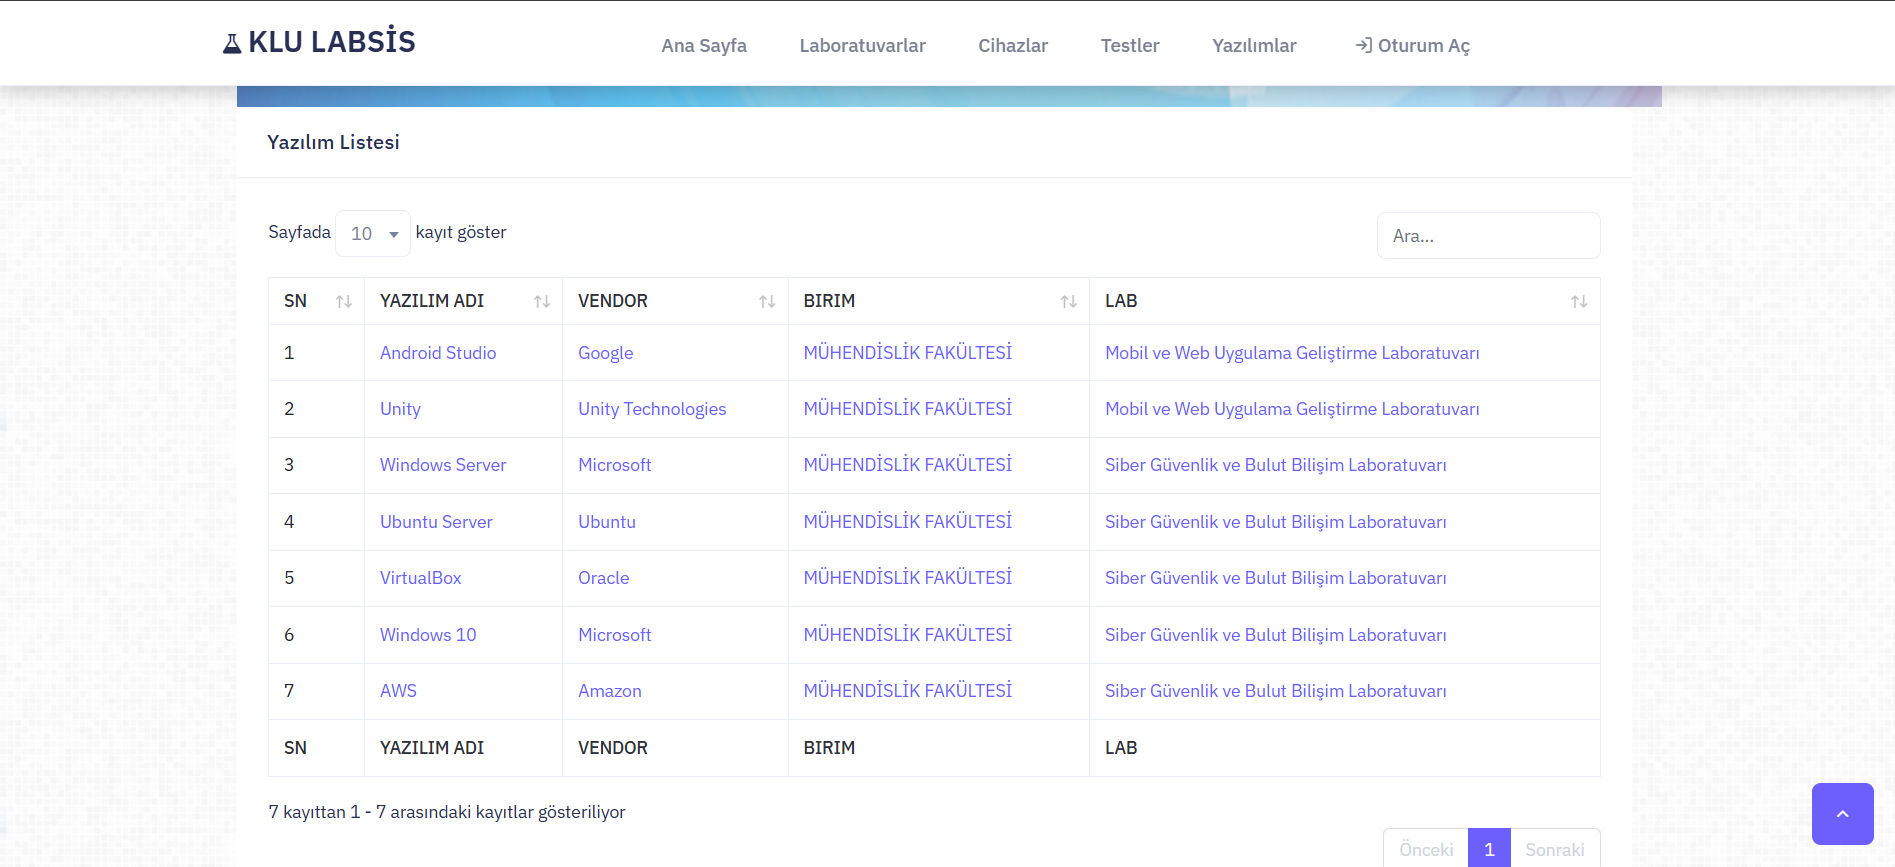 KLU LABSİS
Ana Sayfa Laboratuvarlar Cihazlar Testler Yazılımlar Oturum Aç
Yazılım Listesi
Sayfada 10 kayıt göster
Ara...
SN YAZILIM ADI VENDOR BIRIM LAB
1 Android Studio Google MÜHENDİSLİK FAKÜLTESİ Mobil ve Web Uygulama Geliştirme Laboratuvarı
2 Unity Unity Technologies MÜHENDİSLİK FAKÜLTESİ Mobil ve Web Uygulama Geliştirme Laboratuvarı
3 Windows Server Microsoft MÜHENDİSLİK FAKÜLTESİ Siber Güvenlik ve Bulut Bilişim Laboratuvarı
4 Ubuntu Server Ubuntu MÜHENDİSLİK FAKÜLTESİ Siber Güvenlik ve Bulut Bilişim Laboratuvarı
5 VirtualBox Oracle MÜHENDİSLİK FAKÜLTESİ Siber Güvenlik ve Bulut Bilişim Laboratuvarı
6 Windows 10 Microsoft MÜHENDİSLİK FAKÜLTESİ Siber Güvenlik ve Bulut Bilişim Laboratuvarı
7 AWS Amazon MÜHENDİSLİK FAKÜLTESİ Siber Güvenlik ve Bulut Bilişim Laboratuvarı
SN YAZILIM ADI VENDOR BIRIM LAB
7 kayıttan 1 - 7 arasındaki kayıtlar gösteriliyor
Önceki 1 Sonraki